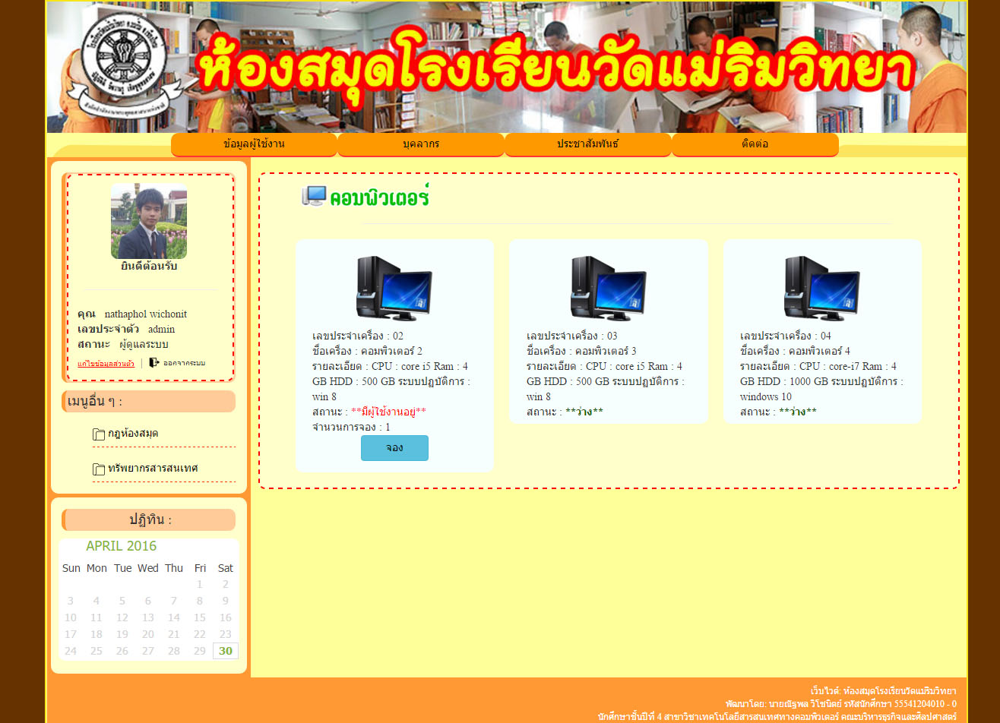 ห้องสมุดโรงเรียนวัดแม่ริมวิทยา
ข้อมูลผู้ใช้งาน บุคลากร ประชาสัมพันธ์ ติดต่อ
ยินดีต้อนรับ
คุณ nathaphol wichonit
เลขประจำตัว admin
สถานะ ผู้ดูแลระบบ
แก้ไขข้อมูลส่วนตัว ออกจากระบบ
เมนูอื่น ๆ :
กฎห้องสมุด
ทรัพยากรสารสนเทศ
ปฏิทิน :
APRIL 2016
Sun Mon Tue Wed Thu Fri Sat
1 2
3 4 5 6 7 8 9
10 11 12 13 14 15 16
17 18 19 20 21 22 23
24 25 26 27 28 29 30
คอมพิวเตอร์
เลขประจำเครื่อง : 02
ชื่อเครื่อง : คอมพิวเตอร์ 2
รายละเอียด : CPU : core i5 Ram : 4
GB HDD : 500 GB ระบบปฏิบัติการ :
win 8
สถานะ : **มีผู้ใช้งานอยู่**
จำนวนการจอง : 1
จอง
เลขประจำเครื่อง : 03
ชื่อเครื่อง : คอมพิวเตอร์ 3
รายละเอียด : CPU : core i5 Ram : 4
GB HDD : 500 GB ระบบปฏิบัติการ :
win 8
สถานะ : **ว่าง**
เลขประจำเครื่อง : 04
ชื่อเครื่อง : คอมพิวเตอร์ 4
รายละเอียด : CPU : core-i7 Ram : 4
GB HDD : 1000 GB ระบบปฏิบัติการ :
windows 10
สถานะ : **ว่าง**
เว็บไวด์: ห้องสมุดโรงเรียนวัดแม่ริมวิทยา
พัฒนาโดย: นายณัฐพล วิโชนิตย์ รหัสนักศึกษา 55541204010 - 0
นักศึกษาชั้นปีที่ 4 สาขาวิชาเทคโนโลยีสารสนเทศทางคอมพิวเตอร์ คณะบริหารธุรกิจและศิลปศาสตร์